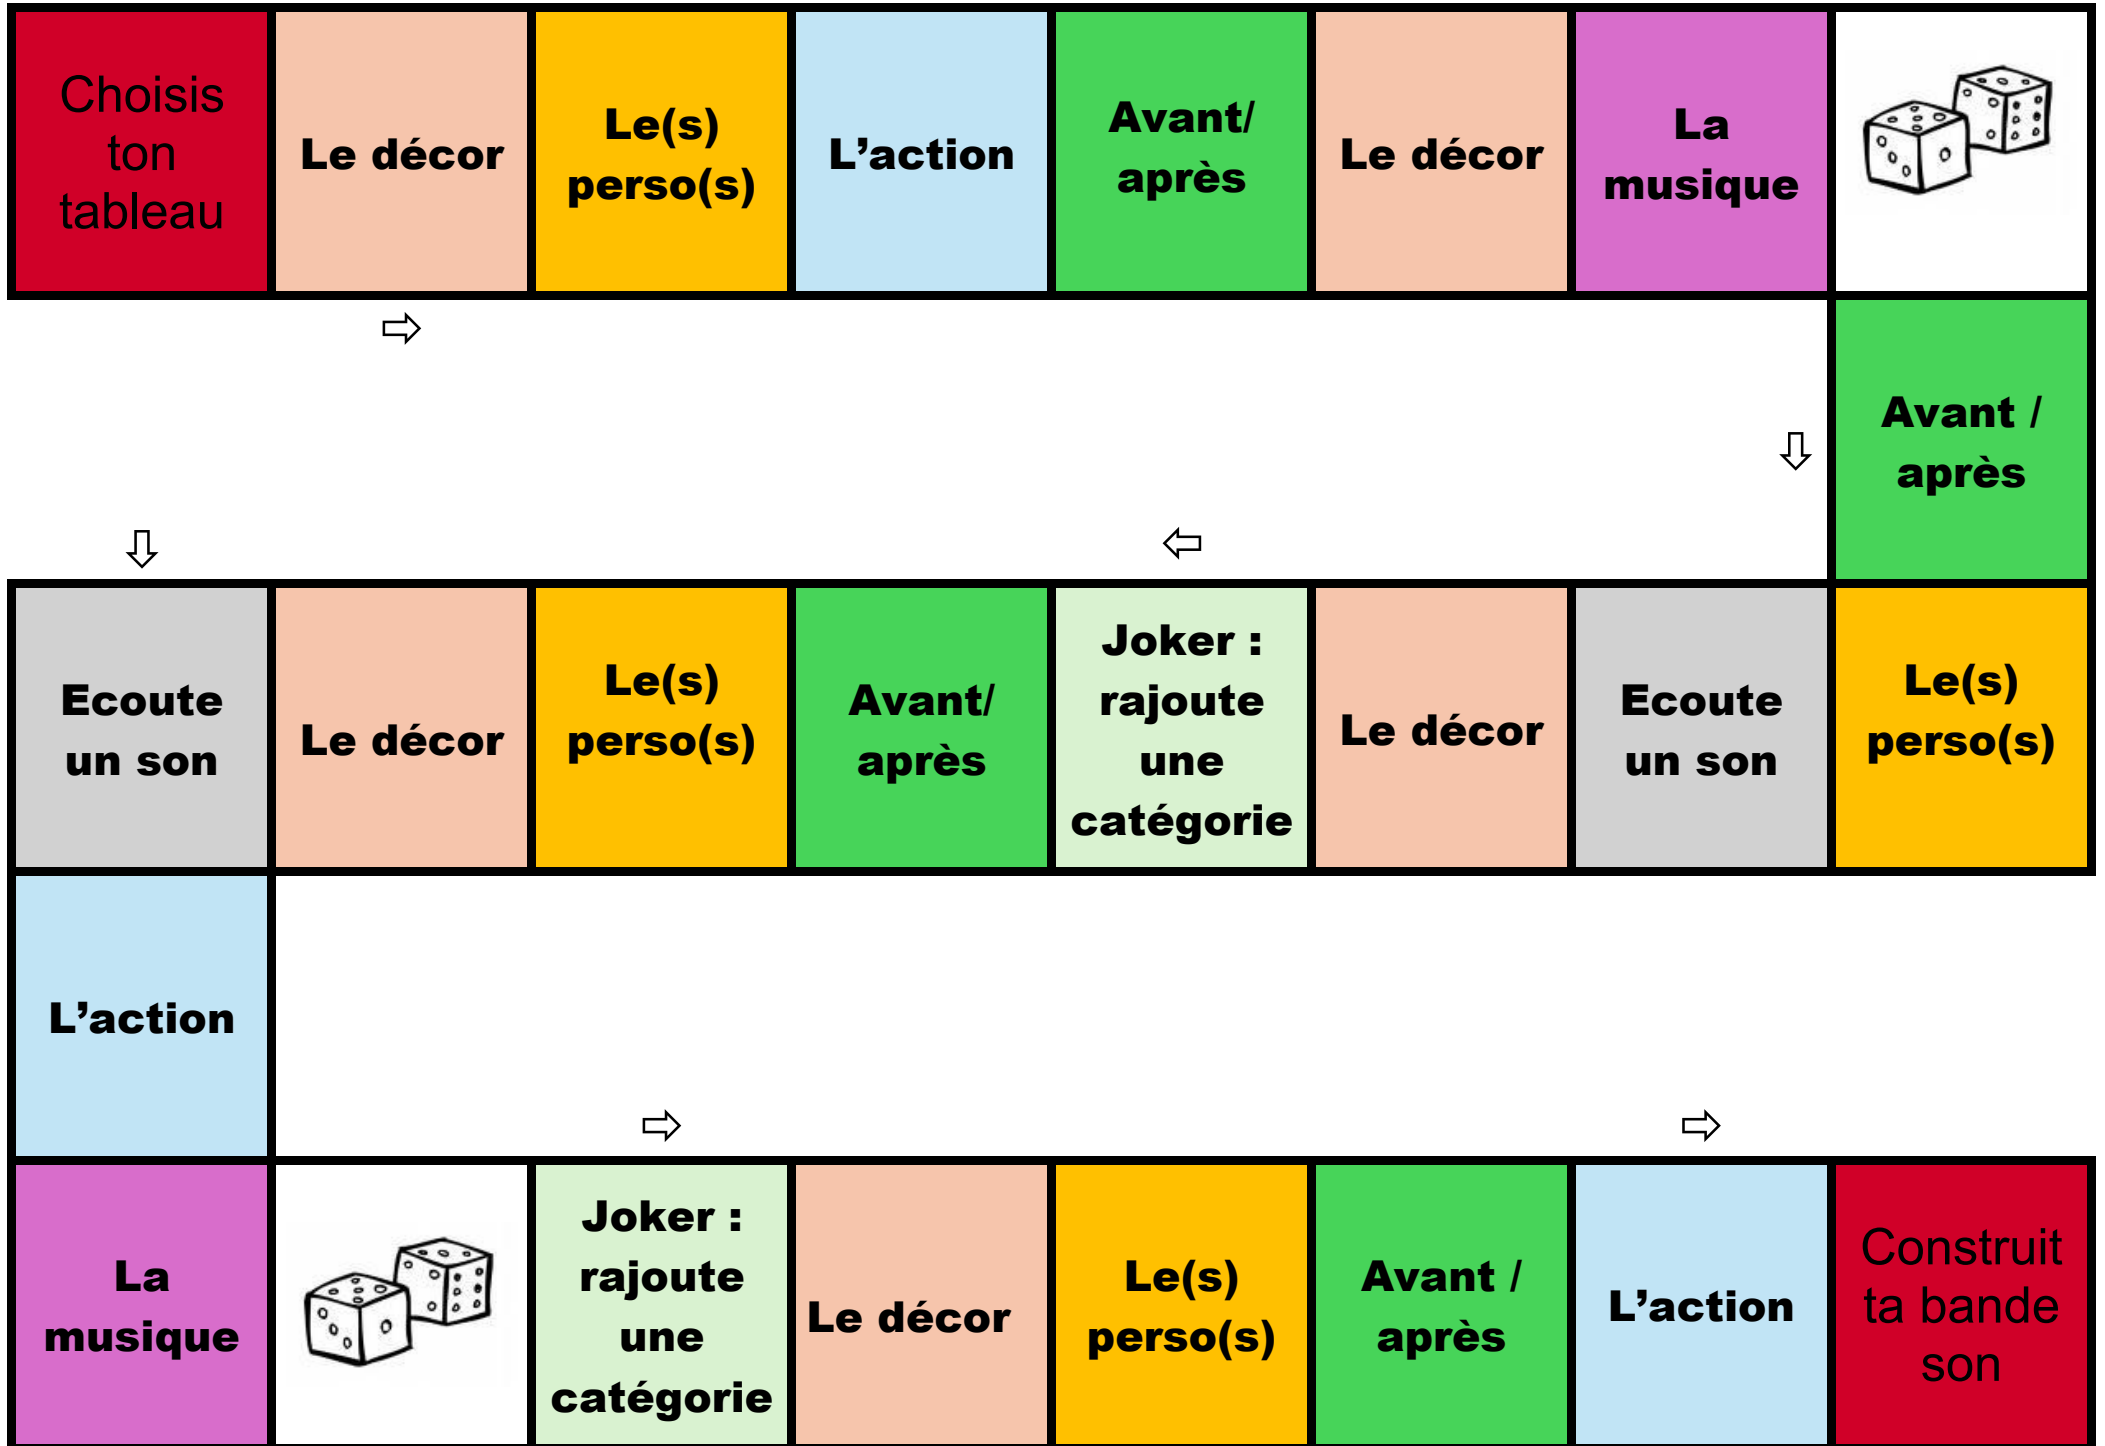 Choisis
ton
tableau
Le décor
Le(s)
perso(s)
L’action
Avant/
après
Le décor
La
musique
Avant /
après
Ecoute
un son
Le décor
Le(s)
perso(s)
Avant/
après
Joker :
rajoute
une
catégorie
Le décor
Ecoute
un son
Le(s)
perso(s)
L’action
La
musique
Joker :
rajoute
une
catégorie
Le décor
Le(s)
perso(s)
Avant /
après
L’action
Construit
ta bande
son